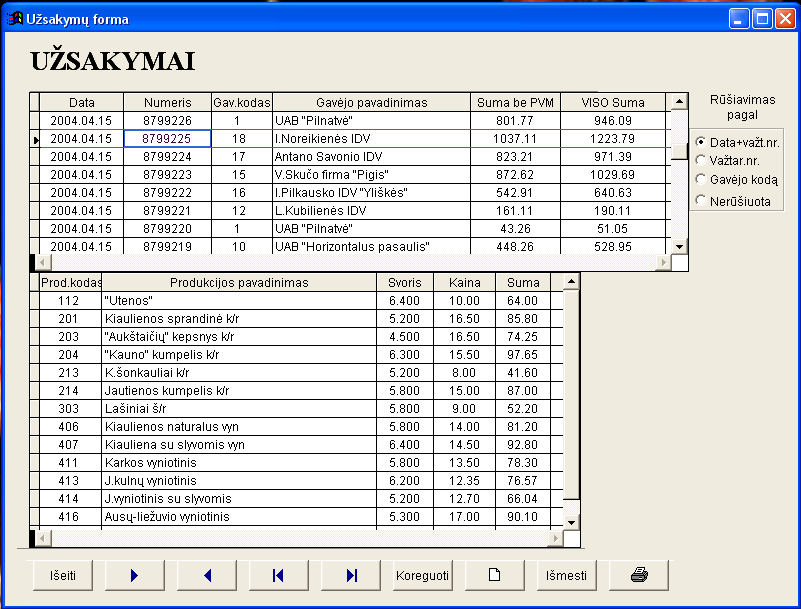 Užsakymų forma
UŽSAKYMAI
Data Numeris Gav.kodas Gavėjo pavadinimas Suma be PVM VISO Suma
2004.04.15 8799226 1 UAB "Pilnatvė" 801.77 946.09
2004.04.15 8799225 18 I.Noreikienės IDV 1037.11 1223.79
2004.04.15 8799224 17 Antano Savonio IDV 823.21 971.39
2004.04.15 8799223 15 V.Skučo firma "Pigis" 872.62 1029.69
2004.04.15 8799222 16 I.Pilkausko IDV "Yliškės" 542.91 640.63
2004.04.15 8799221 12 L.Kubilienės IDV 161.11 190.11
2004.04.15 8799220 1 UAB "Pilnatvė" 43.26 51.05
2004.04.15 8799219 10 UAB "Horizontalus pasaulis" 448.26 528.95
Rūšiavimas
pagal
Data+važt.nr.
Važtar.nr.
Gavėjo kodą
Nerūšiuota
Prod.kodas Produkcijos pavadinimas Svoris Kaina Suma
112 "Utenos" 6.400 10.00 64.00
201 Kiaulienos sprandinė k/r 5.200 16.50 85.80
203 "Aukštaičių" kepsnys k/r 4.500 16.50 74.25
204 "Kauno" kumpelis k/r 6.300 15.50 97.65
213 K.šonkauliai k/r 5.200 8.00 41.60
214 Jautienos kumpelis k/r 5.800 15.00 87.00
303 Lašiniai š/r 5.800 9.00 52.20
406 Kiaulienos naturalus vyn 5.800 14.00 81.20
407 Kiauliena su slyvomis vyn 6.400 14.50 92.80
411 Karkos vyniotinis 5.800 13.50 78.30
413 J.kulnų vyniotinis 6.200 12.35 76.57
414 J.vyniotinis su slyvomis 5.200 12.70 66.04
416 Ausų-liežuvio vyniotinis 5.300 17.00 90.10
Išeiti Koreguoti Išmesti